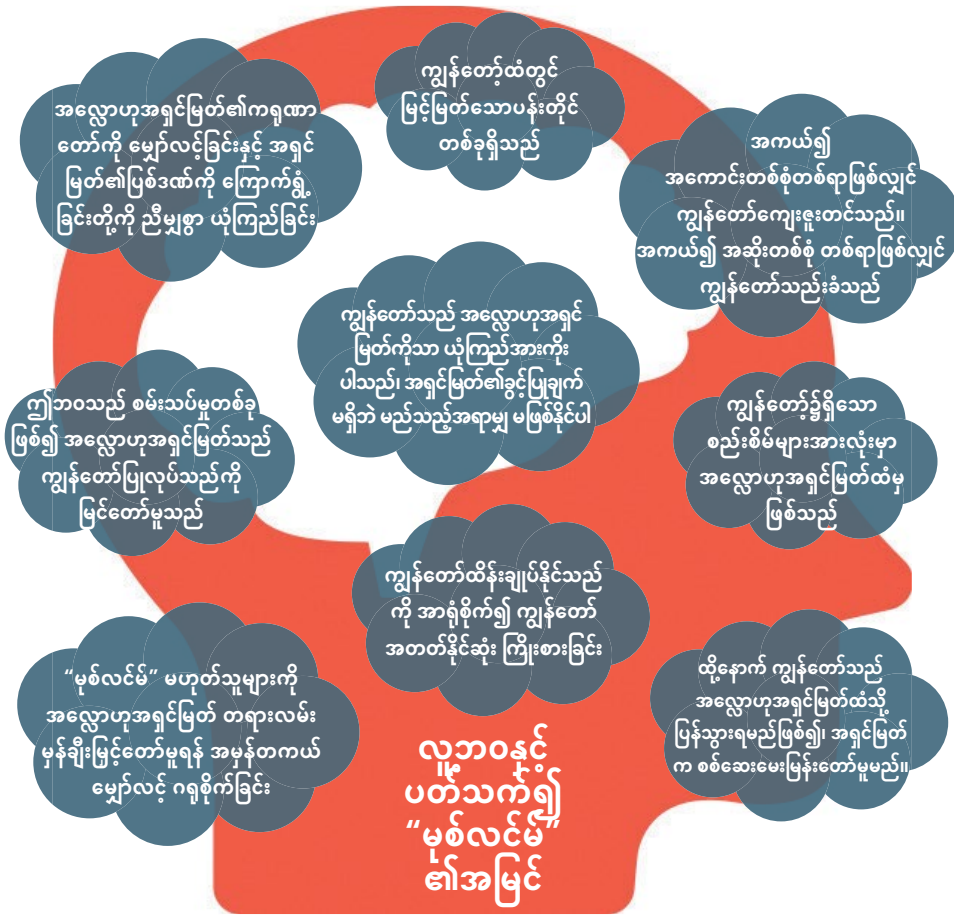 အလ္လောဟုအရှင်မြတ်၏ကရုဏာ
တော်ကို မျှော်လင့်ခြင်းနှင့် အရှင်
မြတ်၏ပြစ်ဒဏ်ကို ကြောက်ရွံ့
ခြင်းတို့ကို ညီမျှစွာ ယုံကြည်ခြင်း
ကျွန်တော့်ထံတွင်
မြင့်မြတ်သောပန်းတိုင်
တစ်ခုရှိသည်
အကယ်၍
အကောင်းတစ်စုံတစ်ရာဖြစ်လျှင်
ကျွန်တော်ကျေးဇူးတင်သည်။
အကယ်၍ အဆိုးတစ်စုံ တစ်ရာဖြစ်လျှင်
ကျွန်တော်သည်းခံသည်
ကျွန်တော်သည် အလ္လောဟုအရှင်
မြတ်ကိုသာ ယုံကြည်အားကိုး
ပါသည်၊ အရှင်မြတ်၏ခွင့်ပြုချက်
မရှိဘဲ မည်သည့်အရာမျှ မဖြစ်နိုင်ပါ
ဤဘဝသည် စမ်းသပ်မှုတစ်ခု
ဖြစ်၍ အလ္လောဟုအရှင်မြတ်သည်
ကျွန်တော်ပြုလုပ်သည်ကို
မြင်တော်မူသည်
ကျွန်တော့်၌ရှိသော
စည်းစိမ်များအားလုံးမှာ
အလ္လောဟုအရှင်မြတ်ထံမှ
ဖြစ်သည်
ကျွန်တော်ထိန်းချုပ်နိုင်သည်
ကို အာရုံစိုက်၍ ကျွန်တော်
အတတ်နိုင်ဆုံး ကြိုးစားခြင်း
“မုစ်လင်မ်” မဟုတ်သူများကို
အလ္လောဟုအရှင်မြတ် တရားလမ်း
မှန်ချီးမြှင့်တော်မူရန် အမှန်တကယ်
မျှော်လင့် ဂရုစိုက်ခြင်း
ထို့နောက် ကျွန်တော်သည်
အလ္လောဟုအရှင်မြတ်ထံသို့
ပြန်သွားရမည်ဖြစ်၍၊ အရှင်မြတ်
က စစ်ဆေးမေးမြန်းတော်မူမည်။
လူ့ဘဝနှင့်
ပတ်သက်၍
“မုစ်လင်မ်”
၏အမြင်